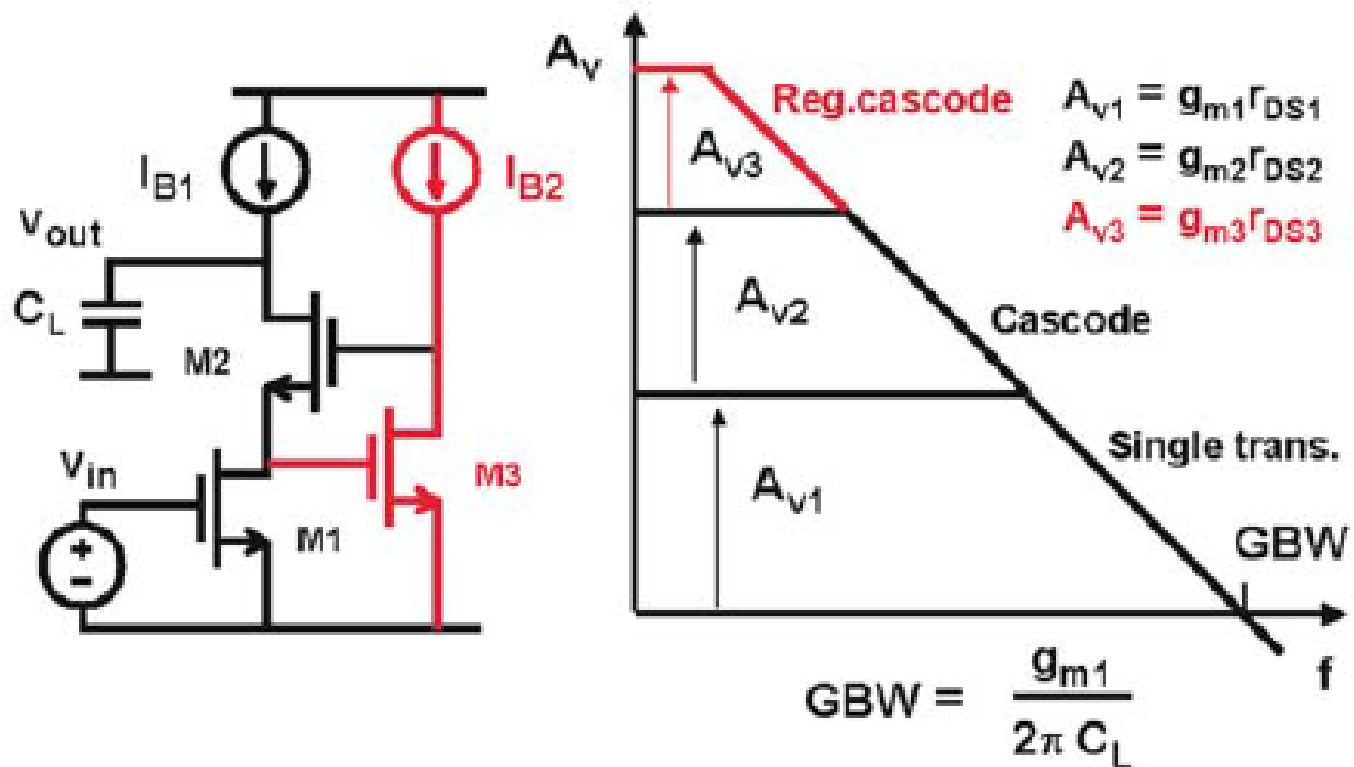 I_B1
I_B2
V_out
C_L
M2
V_in
M1
M3
+
-
A_v
Reg.cascode
A_v3
A_v2
Cascode
Single trans.
A_v1
GBW
f
A_v1 = g_m1 r_DS1
A_v2 = g_m2 r_DS2
A_v3 = g_m3 r_DS3
GBW = g_m1 / 2π C_L